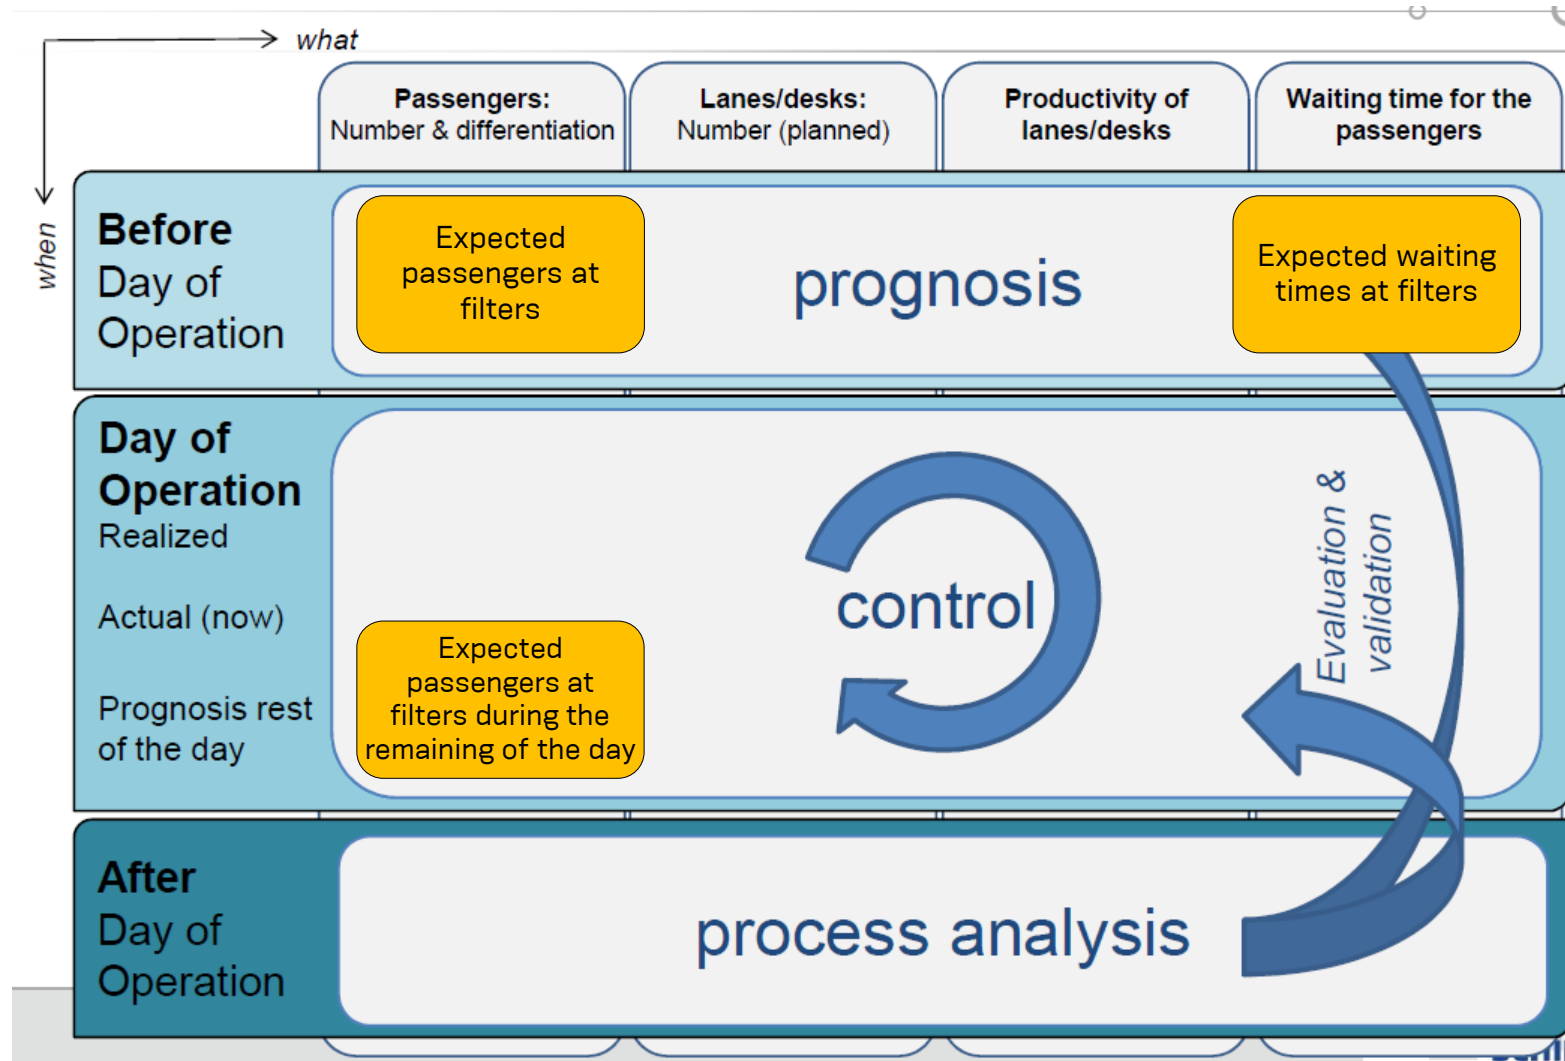 what
when
Passengers:
Number & differentiation
Lanes/desks:
Number (planned)
Productivity of
lanes/desks
Waiting time for the
passengers
Before
Day of
Operation
Expected
passengers at
filters
prognosis
Expected waiting
times at filters
Day of
Operation
Realized
Actual (now)
Prognosis rest
of the day
Expected
passengers at
filters during the
remaining of the day
control
Evaluation &
validation
After
Day of
Operation
process analysis